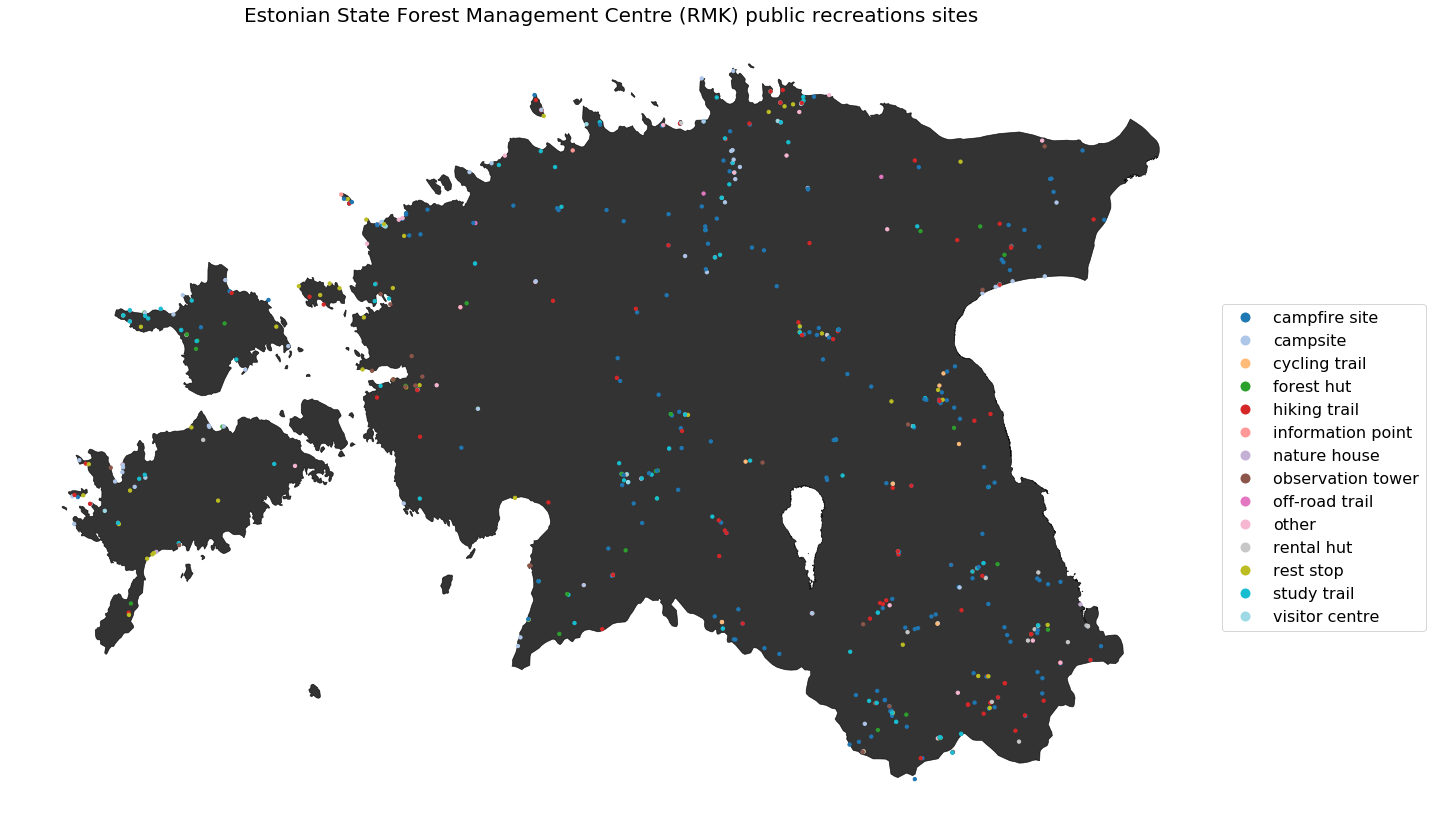 Estonian State Forest Management Centre (RMK) public recreations sites
campfire site
campsite
cycling trail
forest hut
hiking trail
information point
nature house
observation tower
off-road trail
other
rental hut
rest stop
study trail
visitor centre